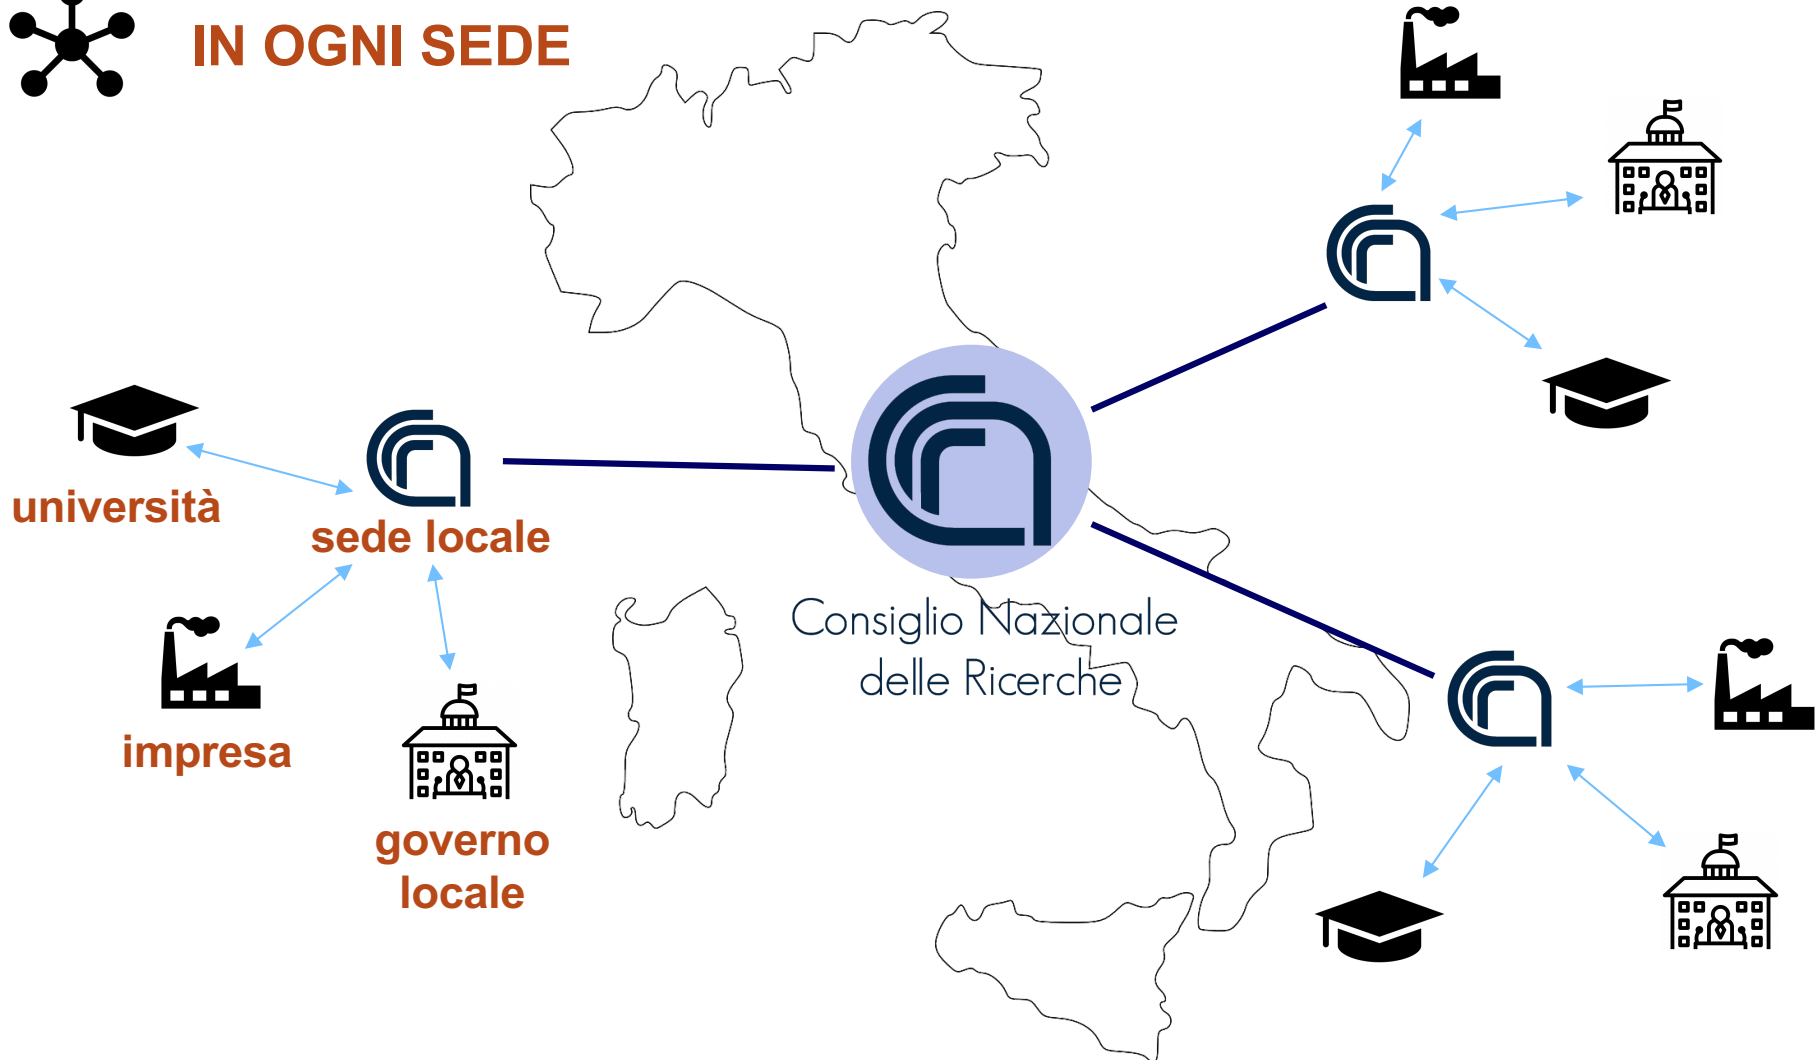 IN OGNI SEDE
università
sede locale
impresa
governo
locale
Consiglio Nazionale
delle Ricerche